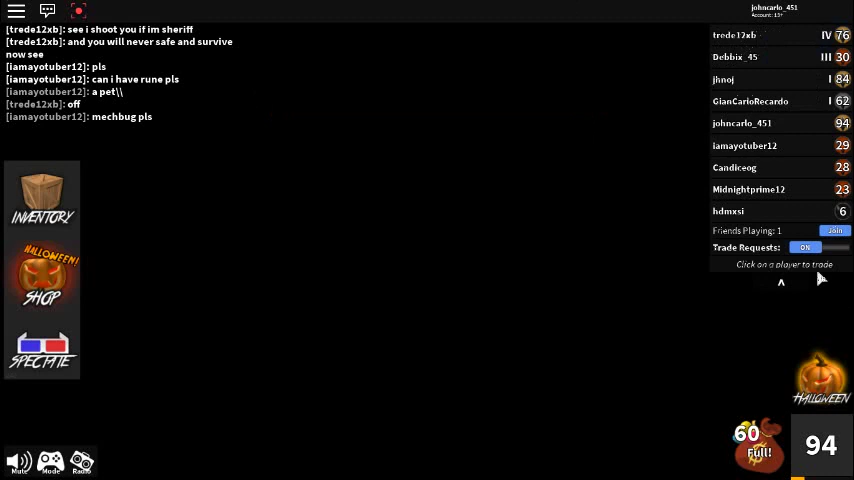 johncarlo_451
Account: 13+
[trede12xb]: see i shoot you if im sheriff
[trede12xb]: and you will never safe and survive
now see
[iamayotuber12]: pls
[iamayotuber12]: can i have rune pls
[iamayotuber12]: a pet\\
[trede12xb]: off
[iamayotuber12]: mechbug pls
trede12xb IV 76
Debbix_45 III 30
jhnoj I 84
GianCarloRecardo I 62
johncarlo_451 94
iamayotuber12 29
Candiceog 28
Midnightprime12 23
hdmxsi 6
Friends Playing: 1 Join
Trade Requests: ON
Click on a player to trade
INVENTORY
HALLOWEEN!
SHOP
SPECTATE
HALLOWEEN
60
Full!
94
Mute Mode Radio